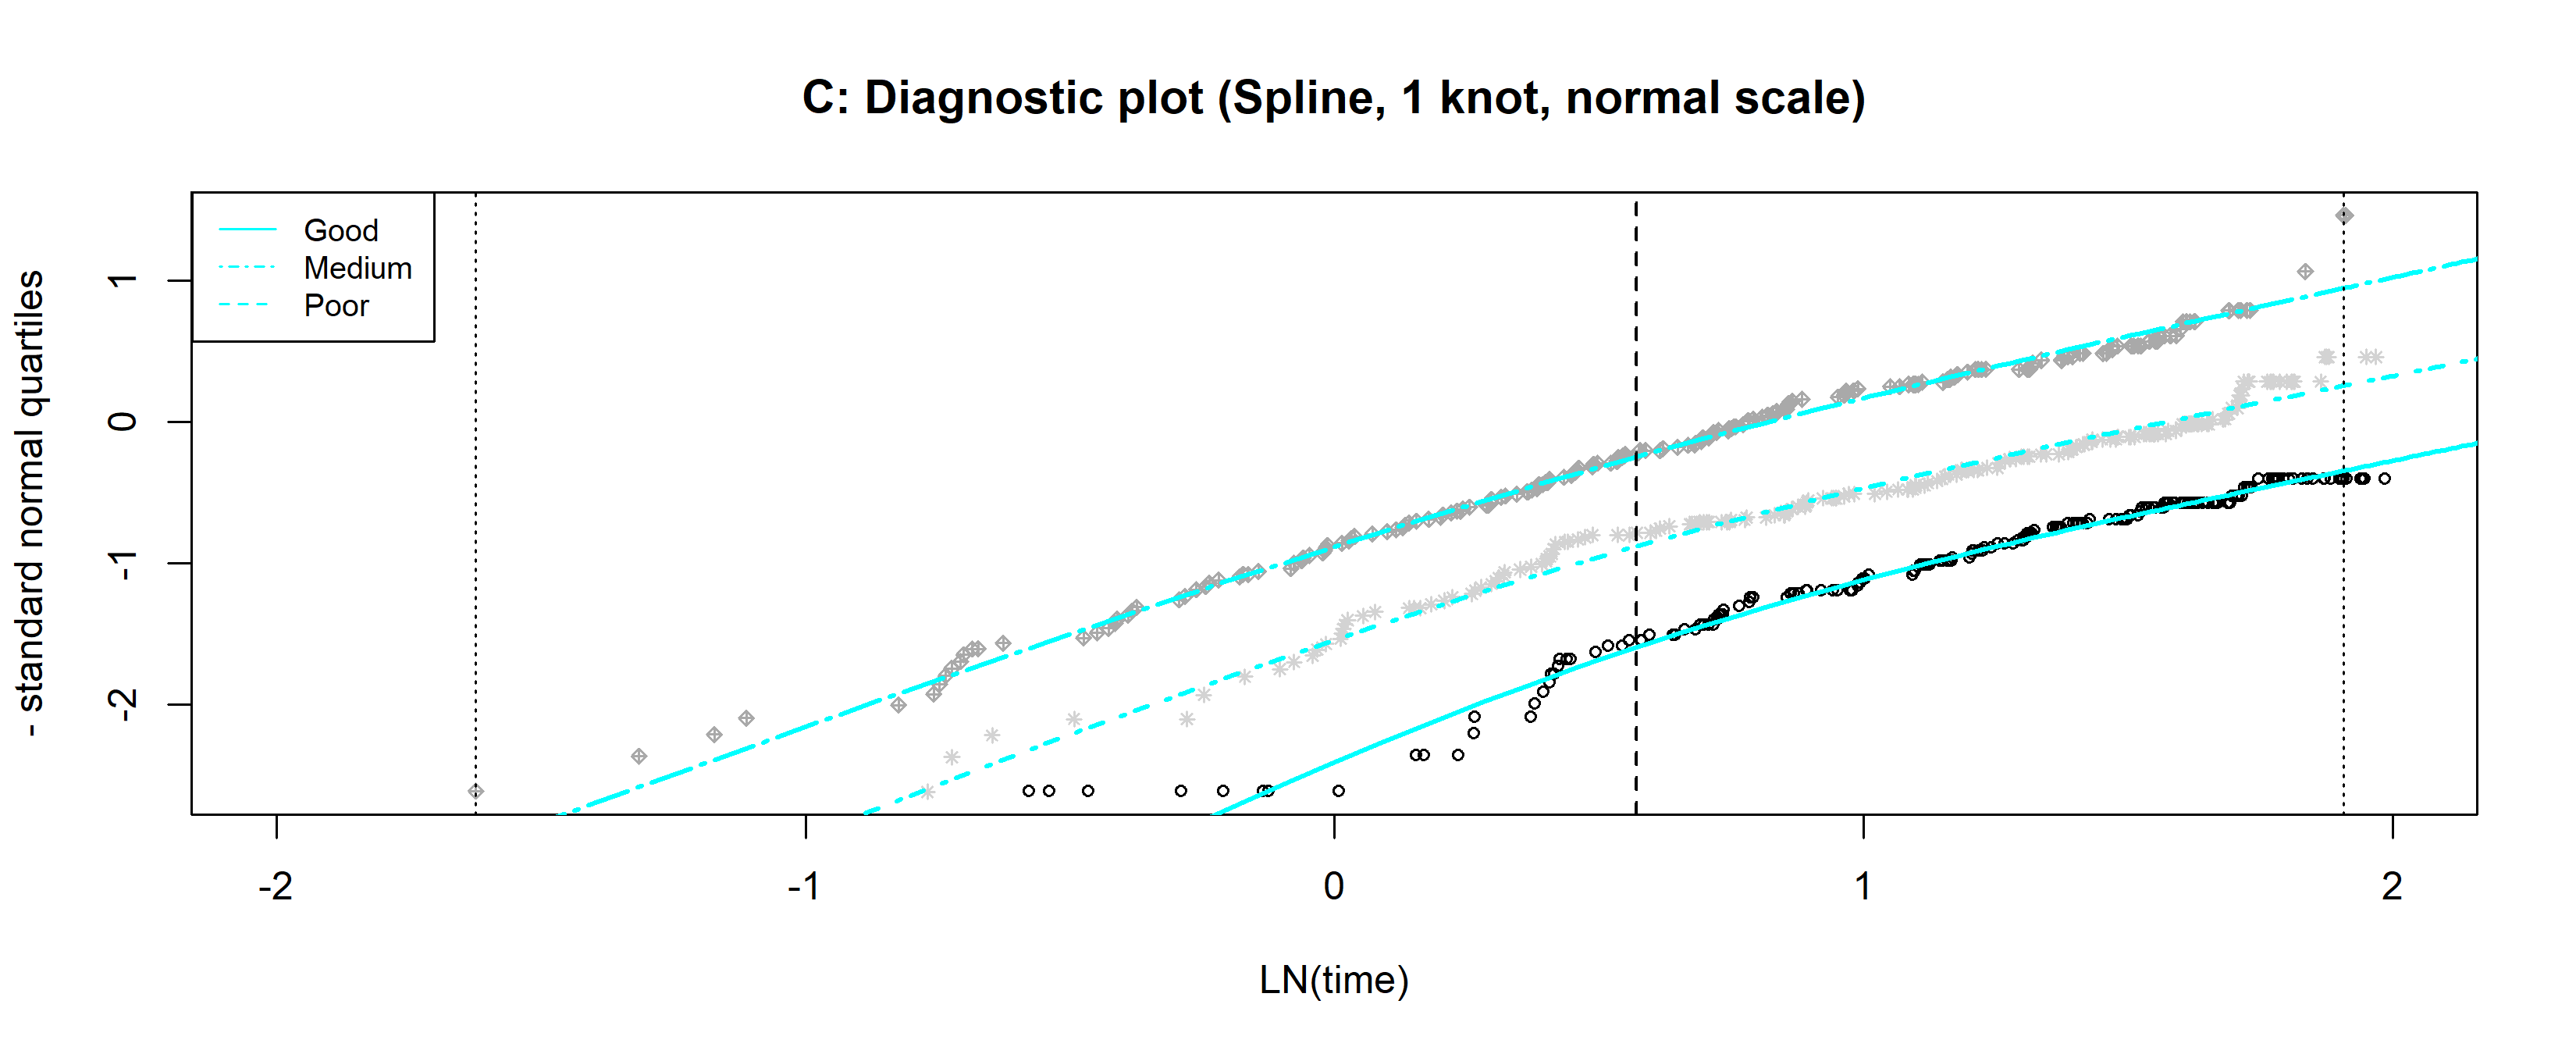 C: Diagnostic plot (Spline, 1 knot, normal scale)
Good
Medium
Poor
- standard normal quartiles
1
0
-1
-2
-2
-1
0
1
2
LN(time)